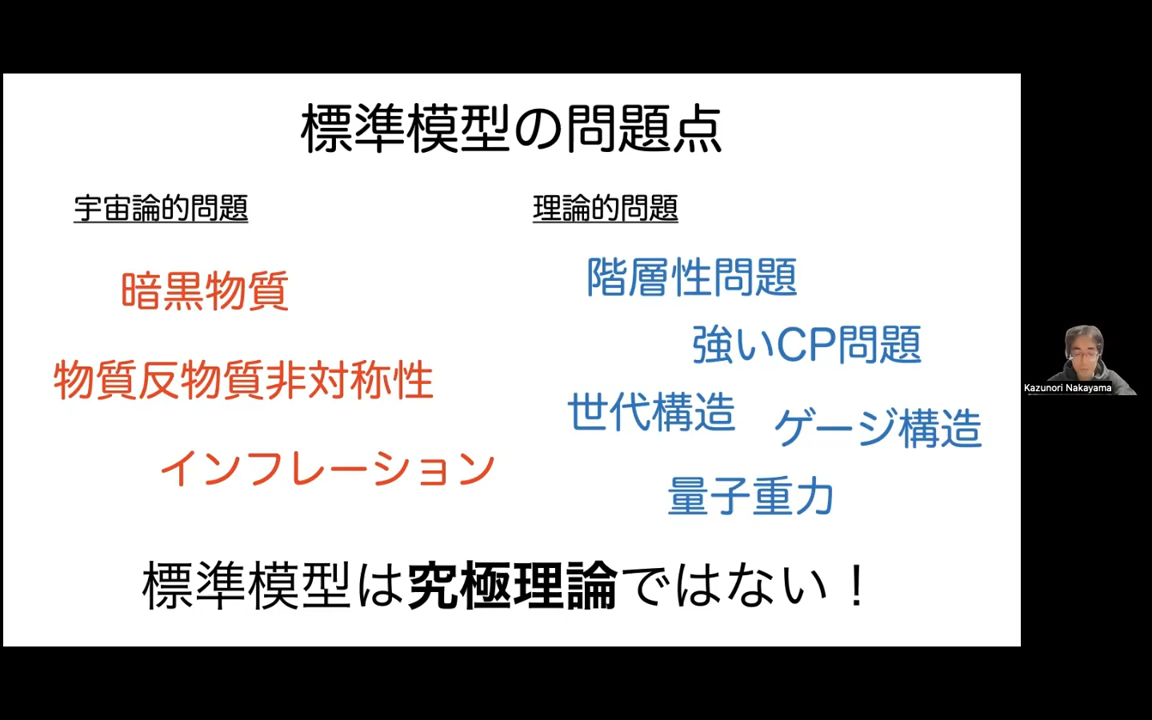 標準模型の問題点
宇宙論的問題
暗黒物質
物質反物質非対称性
インフレーション
理論的問題
階層性問題
強いCP問題
世代構造
ゲージ構造
量子重力
標準模型は究極理論ではない！
Kazunori Nakayama